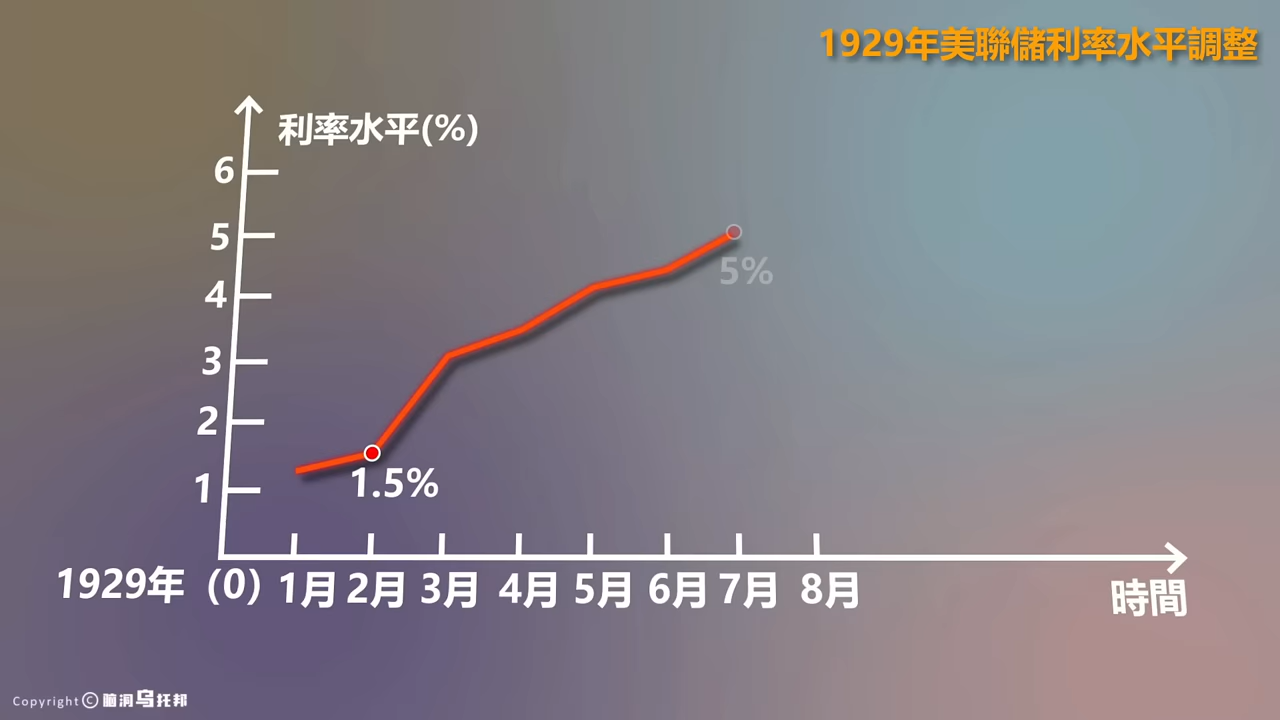 1929年美聯儲利率水平調整
利率水平(%)
6
5
4
3
2
1
5%
1.5%
1929年 (0) 1月 2月 3月 4月 5月 6月 7月 8月
時間
Copyright © 腦洞烏托邦